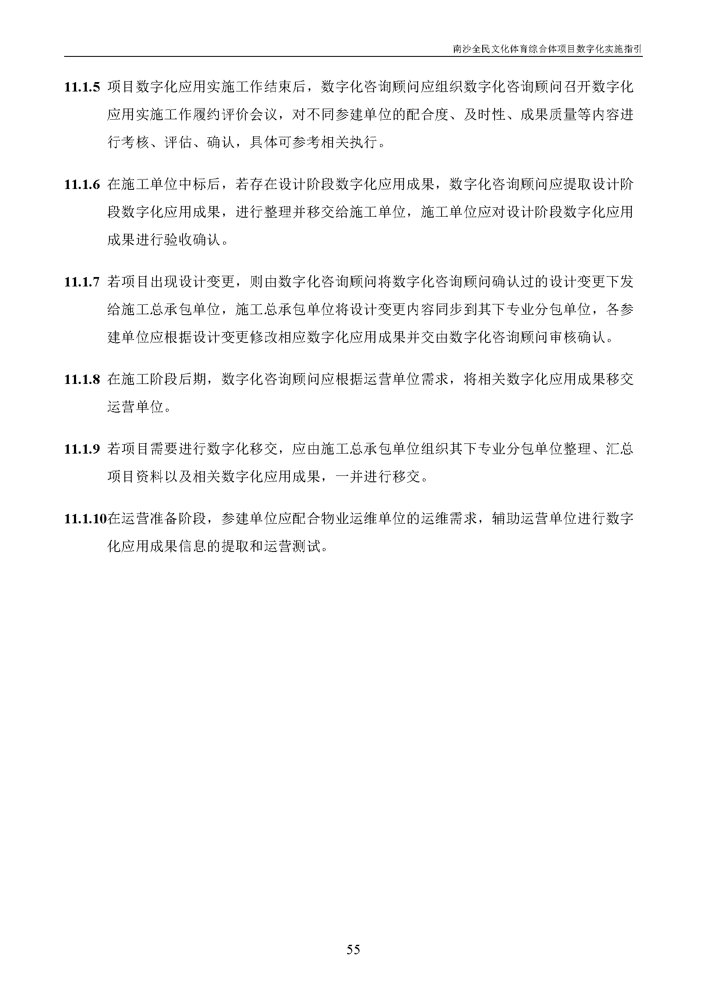 南沙全民文化体育综合体项目数字化实施指引
11.1.5 项目数字化应用实施工作结束后，数字化咨询顾问应组织数字化咨询顾问召开数字化
应用实施工作履约评价会议，对不同参建单位的配合度、及时性、成果质量等内容进
行考核、评估、确认，具体可参考相关执行。
11.1.6 在施工单位中标后，若存在设计阶段数字化应用成果，数字化咨询顾问应提取设计阶
段数字化应用成果，进行整理并移交给施工单位，施工单位应对设计阶段数字化应用
成果进行验收确认。
11.1.7 若项目出现设计变更，则由数字化咨询顾问将数字化咨询顾问确认过的设计变更下发
给施工总承包单位，施工总承包单位将设计变更内容同步到其下专业分包单位，各参
建单位应根据设计变更修改相应数字化应用成果并交由数字化咨询顾问审核确认。
11.1.8 在施工阶段后期，数字化咨询顾问应根据运营单位需求，将相关数字化应用成果移交
运营单位。
11.1.9 若项目需要进行数字化移交，应由施工总承包单位组织其下专业分包单位整理、汇总
项目资料以及相关数字化应用成果，一并进行移交。
11.1.10在运营准备阶段，参建单位应配合物业运维单位的运维需求，辅助运营单位进行数字
化应用成果信息的提取和运营测试。
55